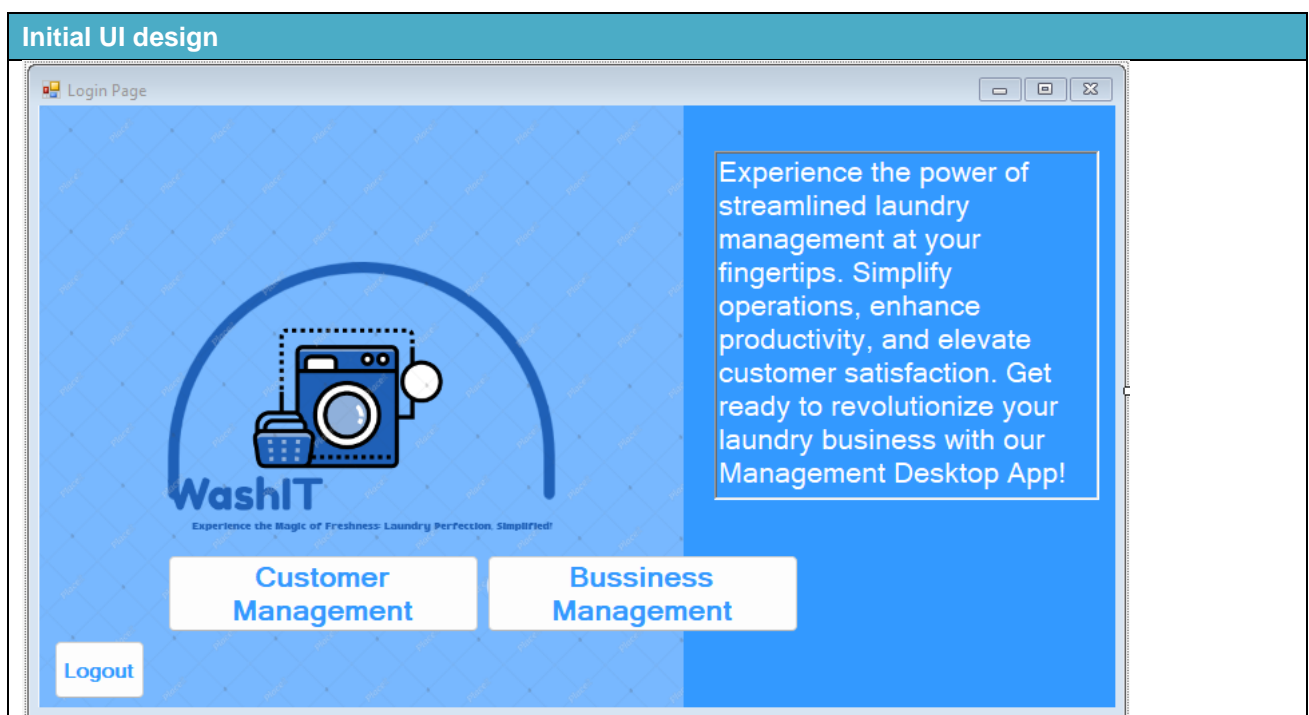 Initial UI design
Login Page
Experience the power of
streamlined laundry
management at your
fingertips. Simplify
operations, enhance
productivity, and elevate
customer satisfaction. Get
ready to revolutionize your
laundry business with our
Management Desktop App!
WashIT
Experience the Magic of Freshness: Laundry Perfection, Simplified!
Customer
Management
Bussiness
Management
Logout